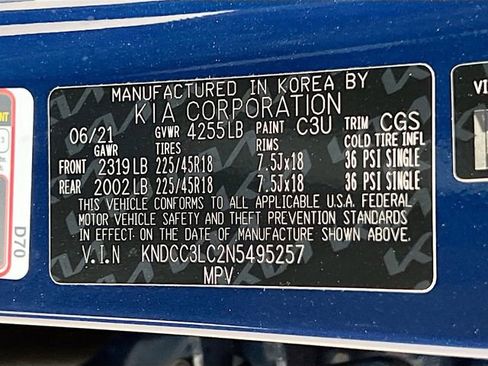 MANUFACTURED IN KOREA BY
KIA CORPORATION
06/21 GVWR 4255LB PAINT C3U TRIM CGS
GAWR TIRES RIMS COLD TIRE INFL
FRONT 2319LB 225/45R18 7.5Jx18 36 PSI SINGLE
REAR 2002LB 225/45R18 7.5Jx18 36 PSI SINGLE
THIS VEHICLE CONFORMS TO ALL APPLICABLE U.S.A. FEDERAL
MOTOR VEHICLE SAFETY AND THEFT PREVENTION STANDARDS
IN EFFECT ON THE DATE OF MANUFACTURE SHOWN ABOVE.
V.I.N KNDCC3LC2N5495257
MPV
D70